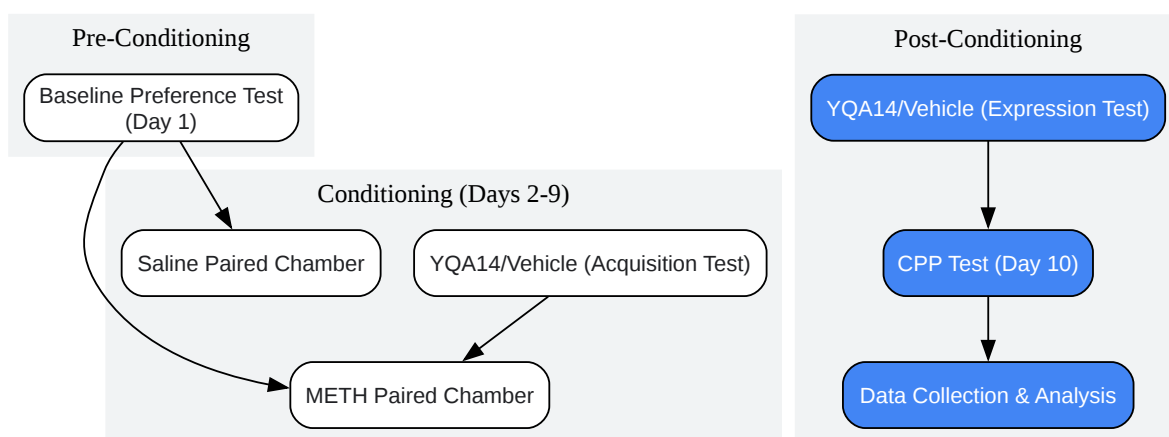 Pre-Conditioning
Baseline Preference Test
(Day 1)
Conditioning (Days 2-9)
Saline Paired Chamber
YQA14/Vehicle (Acquisition Test)
METH Paired Chamber
Post-Conditioning
YQA14/Vehicle (Expression Test)
CPP Test (Day 10)
Data Collection & Analysis